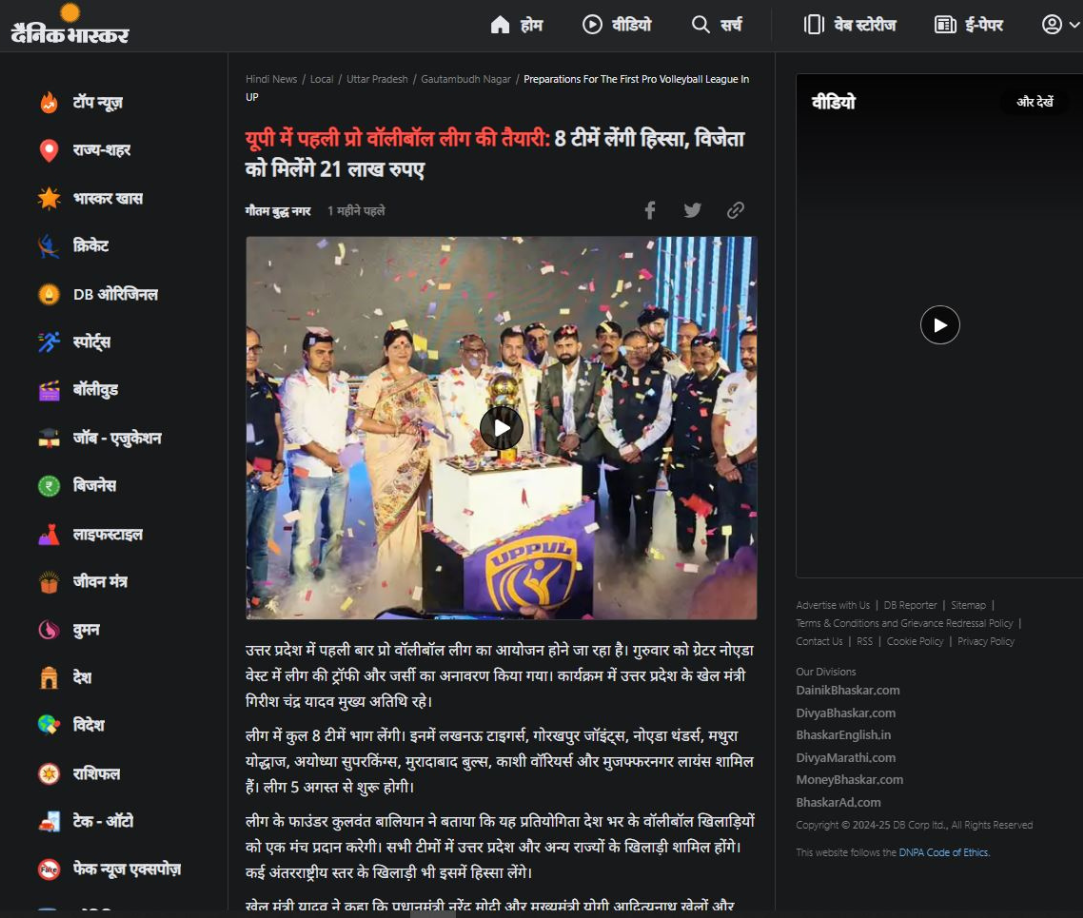 दैनिक भास्कर
होम
वीडियो
सर्च
वेब स्टोरीज
ई-पेपर
टॉप न्यूज़
राज्य-शहर
भास्कर खास
क्रिकेट
DB ओरिजिनल
स्पोर्ट्स
बॉलीवुड
जॉब - एजुकेशन
बिजनेस
लाइफस्टाइल
जीवन मंत्र
वुमन
देश
विदेश
राशिफल
टेक - ऑटो
फेक न्यूज एक्सपोज़
Hindi News / Local / Uttar Pradesh / Gautambudh Nagar / Preparations For The First Pro Volleyball League In
UP
यूपी में पहली प्रो वॉलीबॉल लीग की तैयारी: 8 टीमें लेंगी हिस्सा, विजेता
को मिलेंगे 21 लाख रुपए
गौतम बुद्ध नगर 1 महीने पहले
UPPVL
उत्तर प्रदेश में पहली बार प्रो वॉलीबॉल लीग का आयोजन होने जा रहा है। गुरुवार को ग्रेटर नोएडा
वेस्ट में लीग की ट्रॉफी और जर्सी का अनावरण किया गया। कार्यक्रम में उत्तर प्रदेश के खेल मंत्री
गिरीश चंद्र यादव मुख्य अतिथि रहे।
लीग में कुल 8 टीमें भाग लेंगी। इनमें लखनऊ टाइगर्स, गोरखपुर जॉइंट्स, नोएडा थंडर्स, मथुरा
योद्धाज, अयोध्या सुपरकिंग्स, मुरादाबाद बुल्स, काशी वॉरियर्स और मुजफ्फरनगर लायंस शामिल
हैं। लीग 5 अगस्त से शुरू होगी।
लीग के फाउंडर कुलवंत बालियान ने बताया कि यह प्रतियोगिता देश भर के वॉलीबॉल खिलाड़ियों
को एक मंच प्रदान करेगी। सभी टीमों में उत्तर प्रदेश और अन्य राज्यों के खिलाड़ी शामिल होंगे।
कई अंतरराष्ट्रीय स्तर के खिलाड़ी भी इसमें हिस्सा लेंगे।
खेल मंत्री यादव ने कहा कि प्रधानमंत्री नरेंद्र मोदी और मुख्यमंत्री योगी आदित्यनाथ खेलों और
वीडियो
और देखें
Advertise with Us | DB Reporter | Sitemap |
Terms & Conditions and Grievance Redressal Policy |
Contact Us | RSS | Cookie Policy | Privacy Policy
Our Divisions
DainikBhaskar.com
DivyaBhaskar.com
BhaskarEnglish.in
DivyaMarathi.com
MoneyBhaskar.com
BhaskarAd.com
Copyright © 2024-25 DB Corp ltd., All Rights Reserved
This website follows the DNPA Code of Ethics.